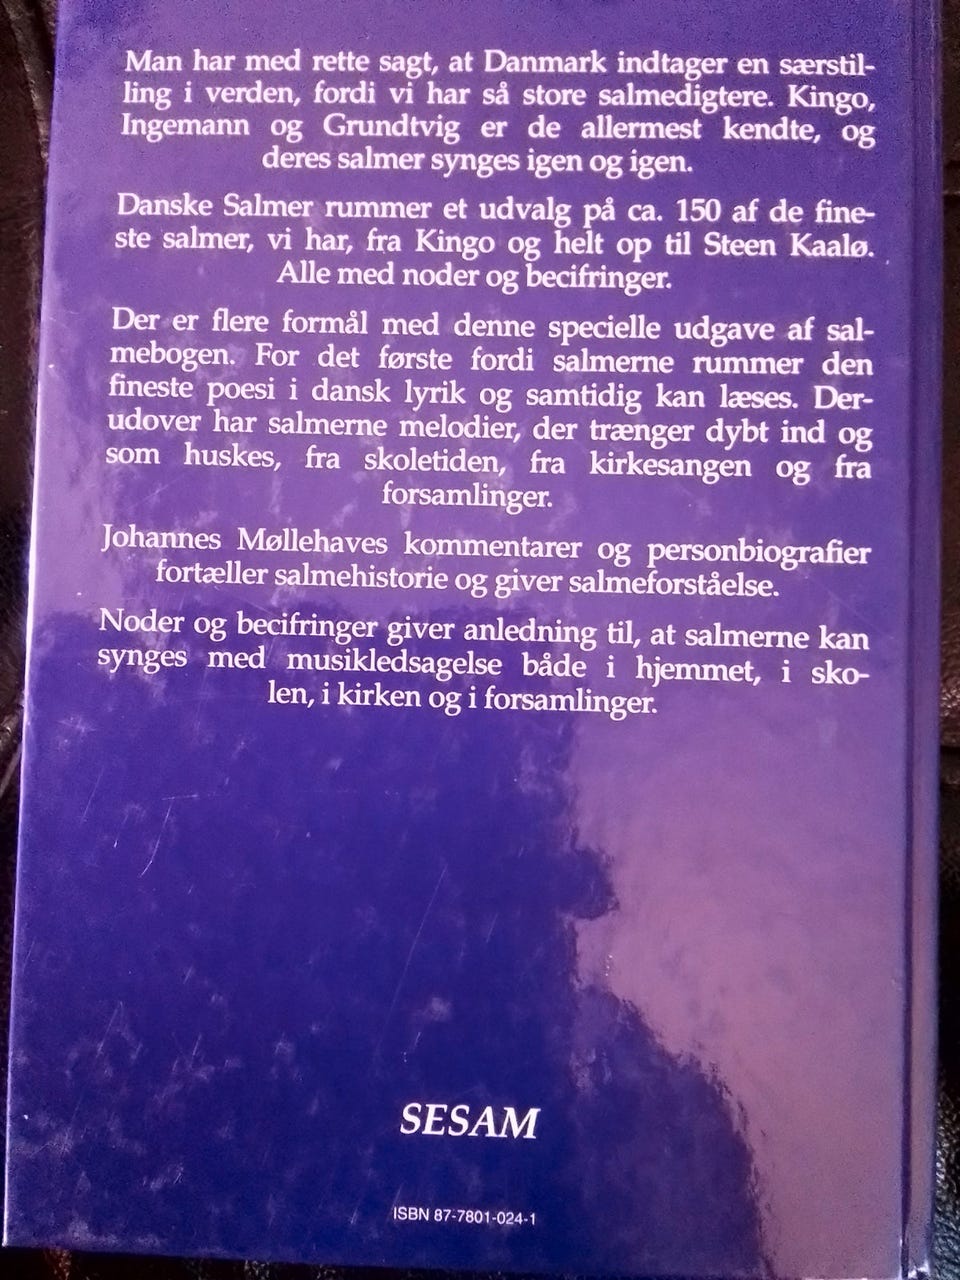 Man har med rette sagt, at Danmark indtager en særstil-
ling i verden, fordi vi har så store salmedigtere. Kingo,
Ingemann og Grundtvig er de allermest kendte, og
deres salmer synges igen og igen.
Danske Salmer rummer et udvalg på ca. 150 af de fine-
ste salmer, vi har, fra Kingo og helt op til Steen Kaalø.
Alle med noder og becifringer.
Der er flere formål med denne specielle udgave af sal-
mebogen. For det første fordi salmerne rummer den
fineste poesi i dansk lyrik og samtidig kan læses. Der-
udover har salmerne melodier, der trænger dybt ind og
som huskes, fra skoletiden, fra kirkesangen og fra
forsamlinger.
Johannes Møllehaves kommentarer og personbiografier
fortæller salmehistorie og giver salmeforståelse.
Noder og becifringer giver anledning til, at salmerne kan
synges med musikledsagelse både i hjemmet, i sko-
len, i kirken og i forsamlinger.
SESAM
ISBN 87-7801-024-1